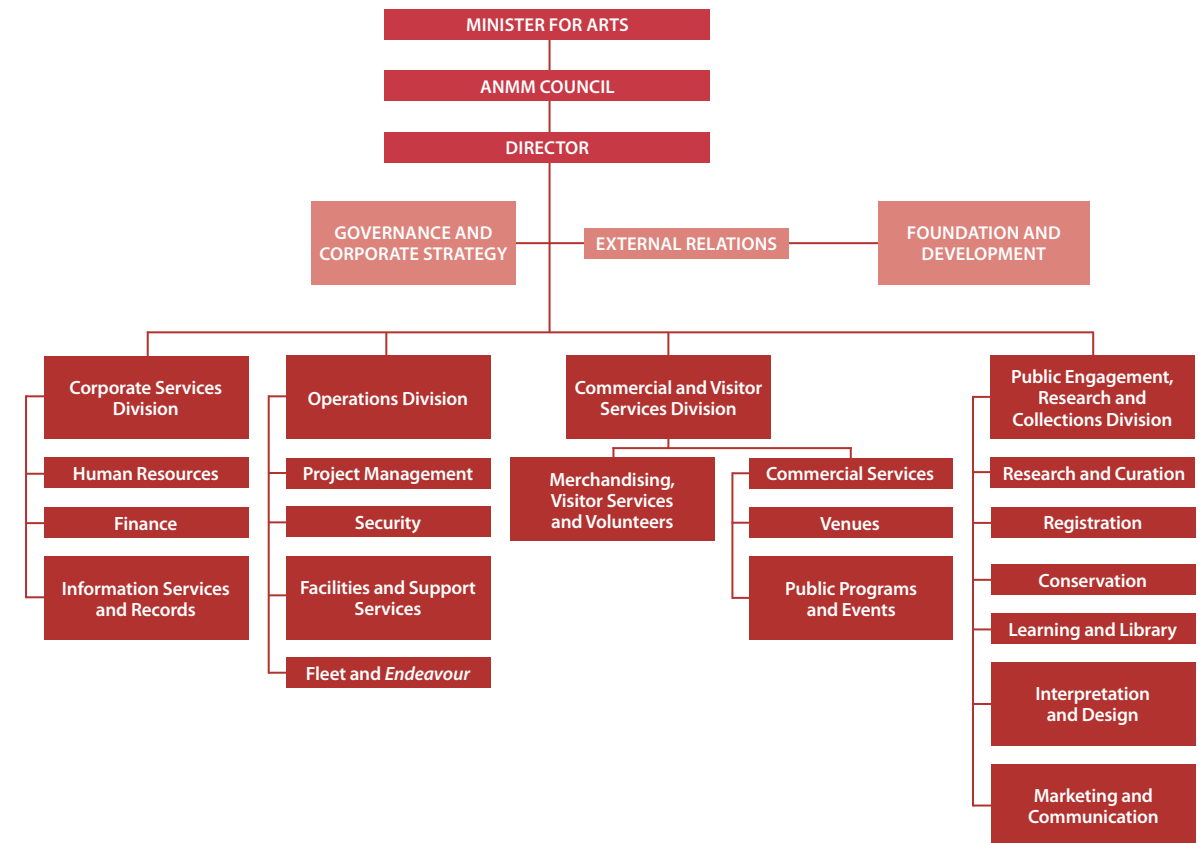 MINISTER FOR ARTS
ANMM COUNCIL
DIRECTOR
GOVERNANCE AND
CORPORATE STRATEGY
EXTERNAL RELATIONS
FOUNDATION AND
DEVELOPMENT
Corporate Services
Division
Human Resources
Finance
Information Services
and Records
Operations Division
Project Management
Security
Facilities and Support
Services
Fleet and Endeavour
Commercial and Visitor
Services Division
Merchandising,
Visitor Services
and Volunteers
Commercial Services
Venues
Public Programs
and Events
Public Engagement,
Research and
Collections Division
Research and Curation
Registration
Conservation
Learning and Library
Interpretation
and Design
Marketing and
Communication